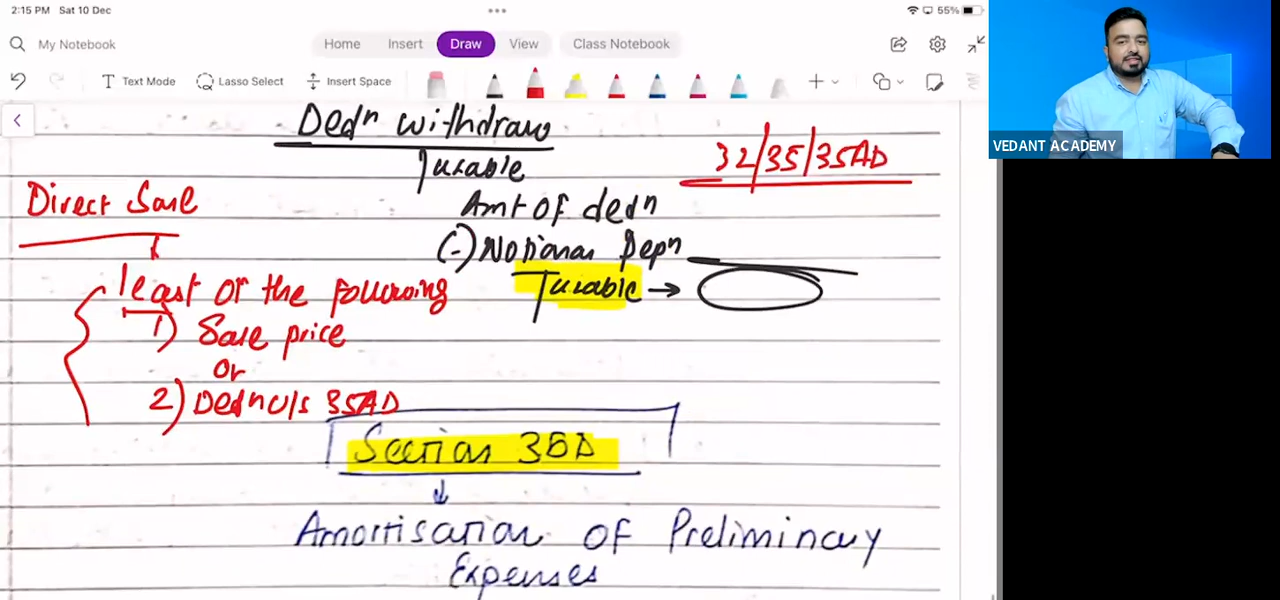 2:15 PM Sat 10 Dec
55%
My Notebook
Home Insert Draw View Class Notebook
Text Mode Lasso Select Insert Space
VEDANT ACADEMY
Dedn withdraw
Taxable
32/35/35AD
Direct Sale
Amt of dedn
(-) Notional Depn
Taxable →
least of the following
1) Sale price
Or
2) Dedn u/s 35AD
Section 35D
Amortisation of Preliminary
Expenses